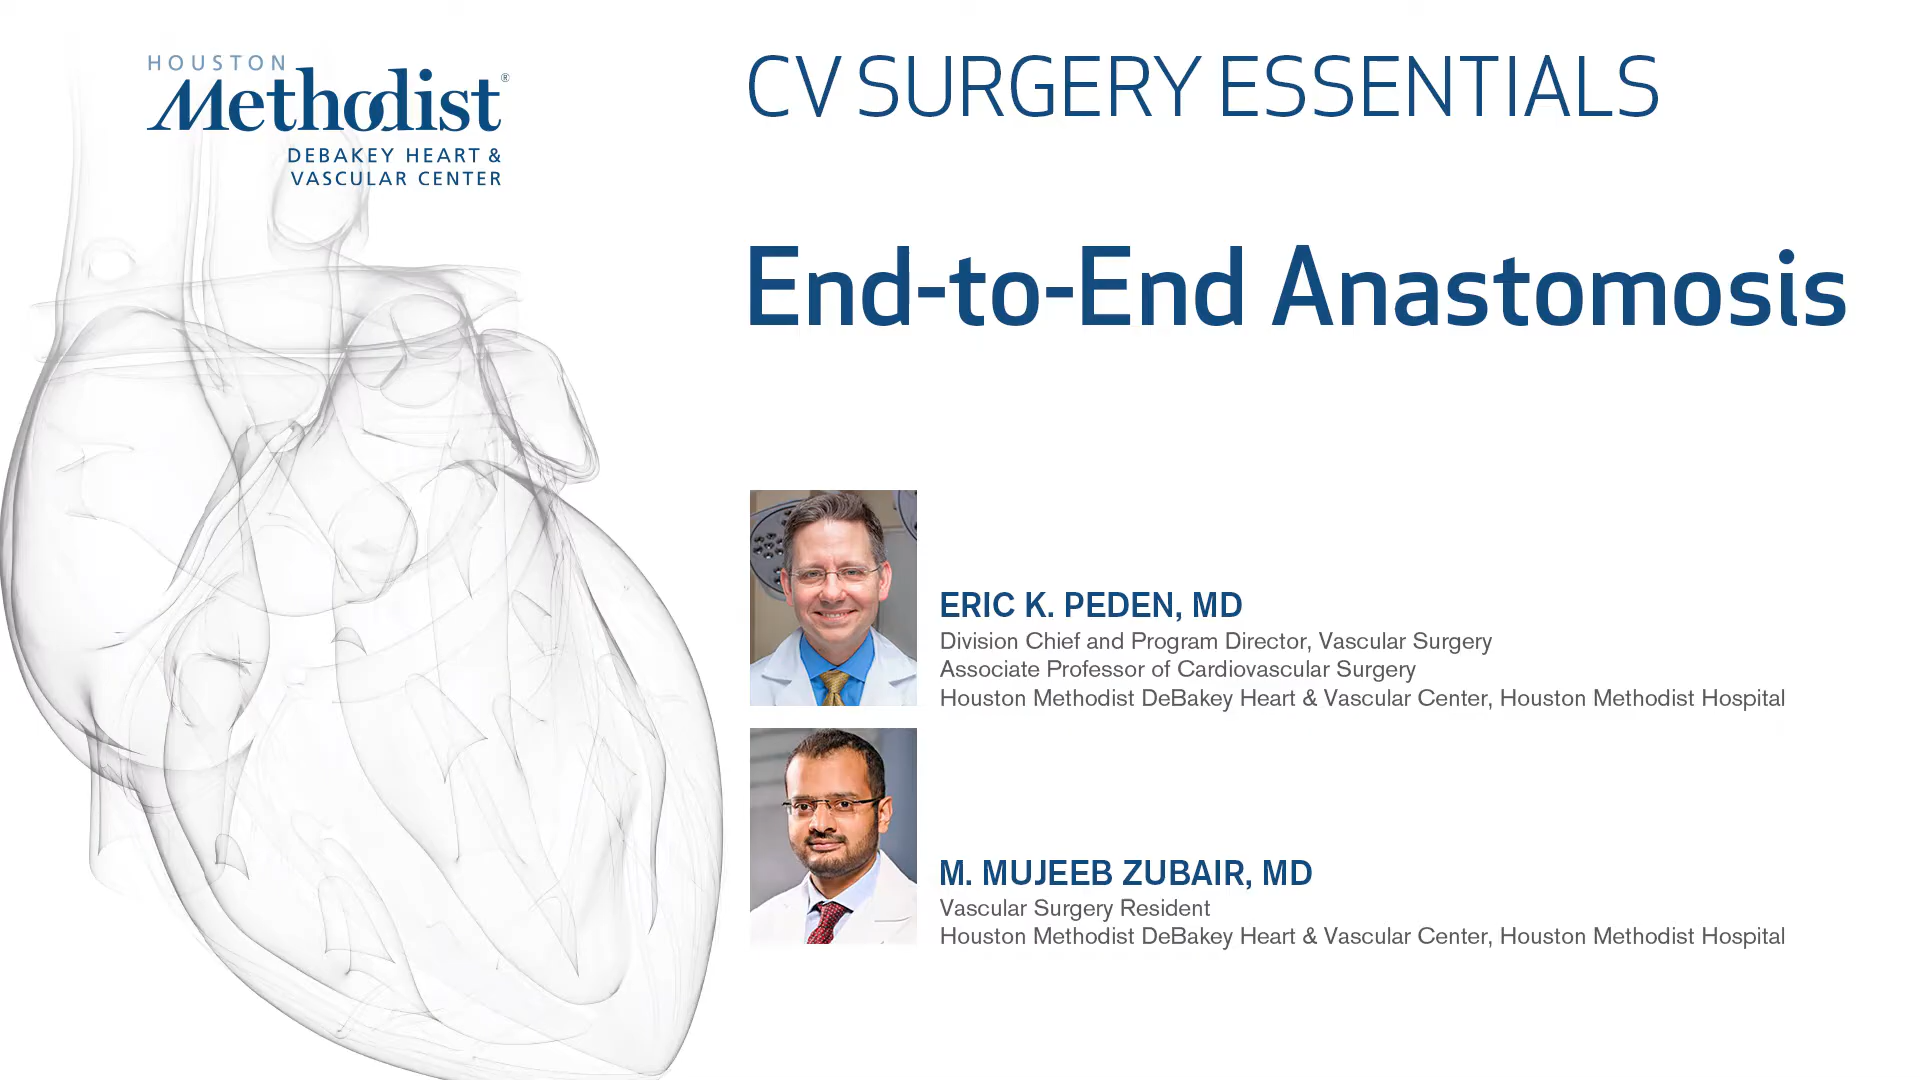 HOUSTON
Methodist®
DEBAKEY HEART &
VASCULAR CENTER
CV SURGERY ESSENTIALS
End-to-End Anastomosis
ERIC K. PEDEN, MD
Division Chief and Program Director, Vascular Surgery
Associate Professor of Cardiovascular Surgery
Houston Methodist DeBakey Heart & Vascular Center, Houston Methodist Hospital
M. MUJEEB ZUBAIR, MD
Vascular Surgery Resident
Houston Methodist DeBakey Heart & Vascular Center, Houston Methodist Hospital